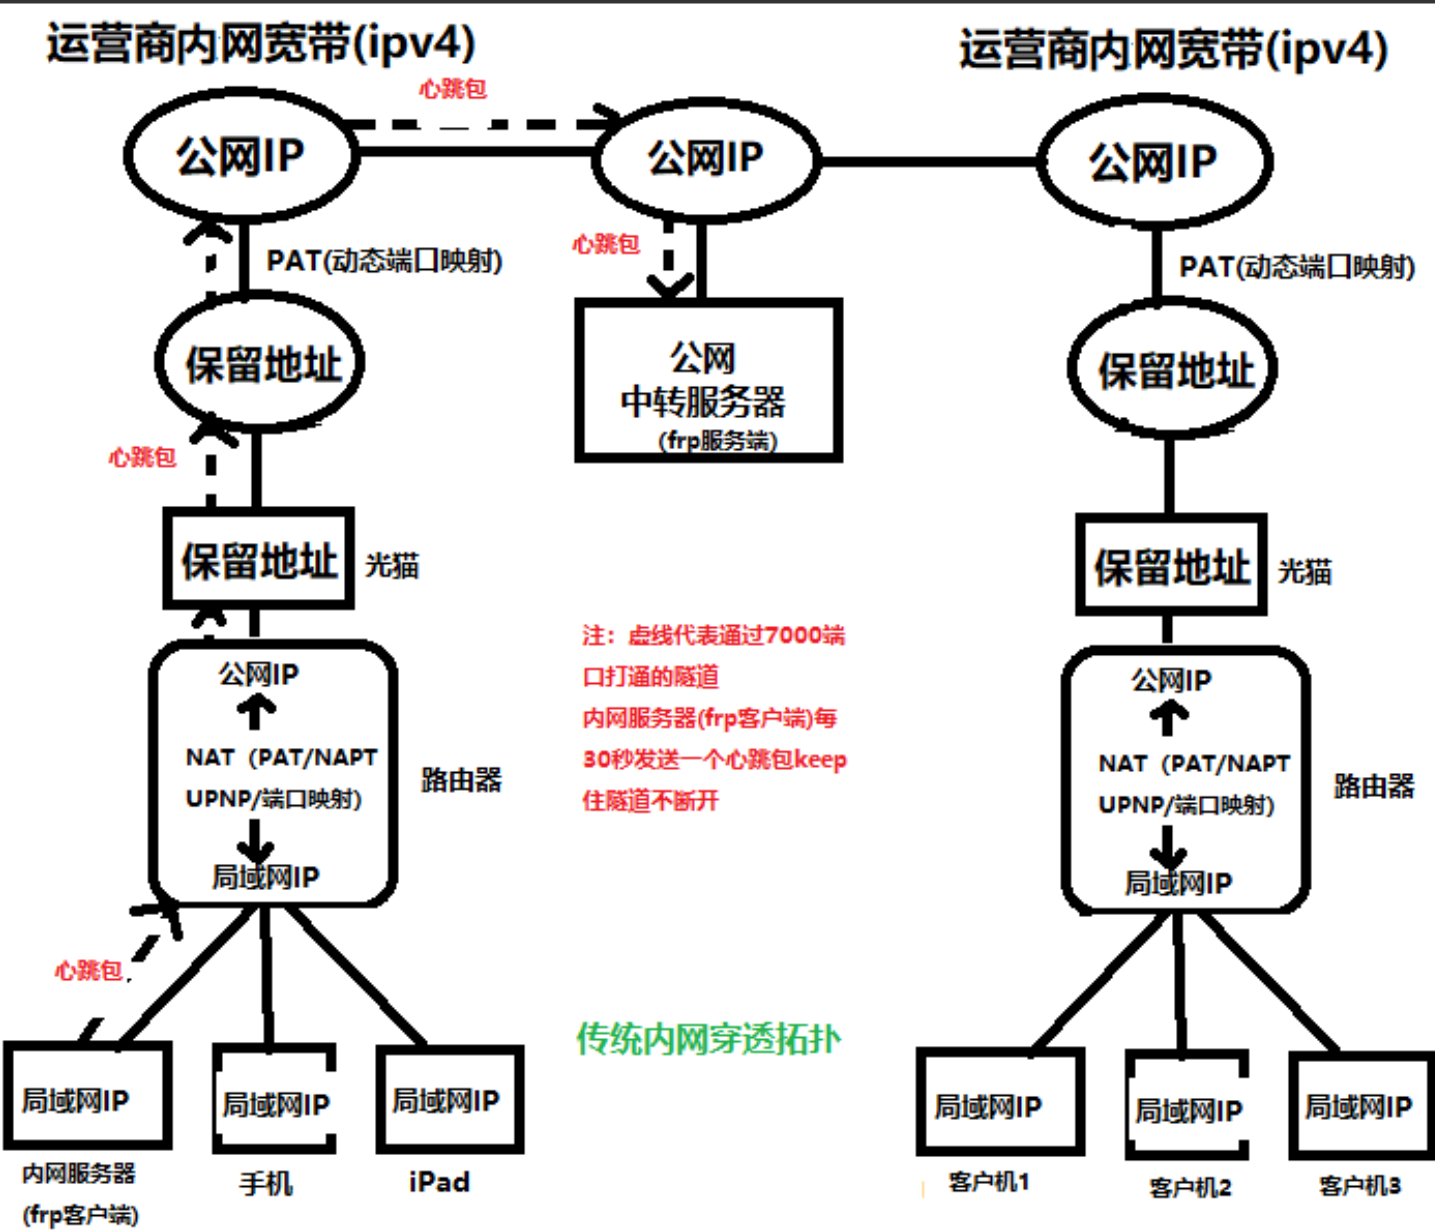 运营商内网宽带(ipv4)
运营商内网宽带(ipv4)
心跳包
公网IP
公网IP
公网IP
心跳包
PAT(动态端口映射)
PAT(动态端口映射)
保留地址
公网
中转服务器
(frp服务端)
保留地址
心跳包
保留地址
光猫
保留地址
光猫
注：虚线代表通过7000端
口打通的隧道
内网服务器(frp客户端)每
30秒发送一个心跳包keep
住隧道不断开
公网IP
NAT（PAT/NAPT
UPNP/端口映射)
局域网IP
路由器
公网IP
NAT（PAT/NAPT
UPNP/端口映射)
局域网IP
路由器
心跳包
传统内网穿透拓扑
局域网IP
局域网IP
局域网IP
局域网IP
局域网IP
局域网IP
内网服务器
(frp客户端)
手机
iPad
客户机1
客户机2
客户机3